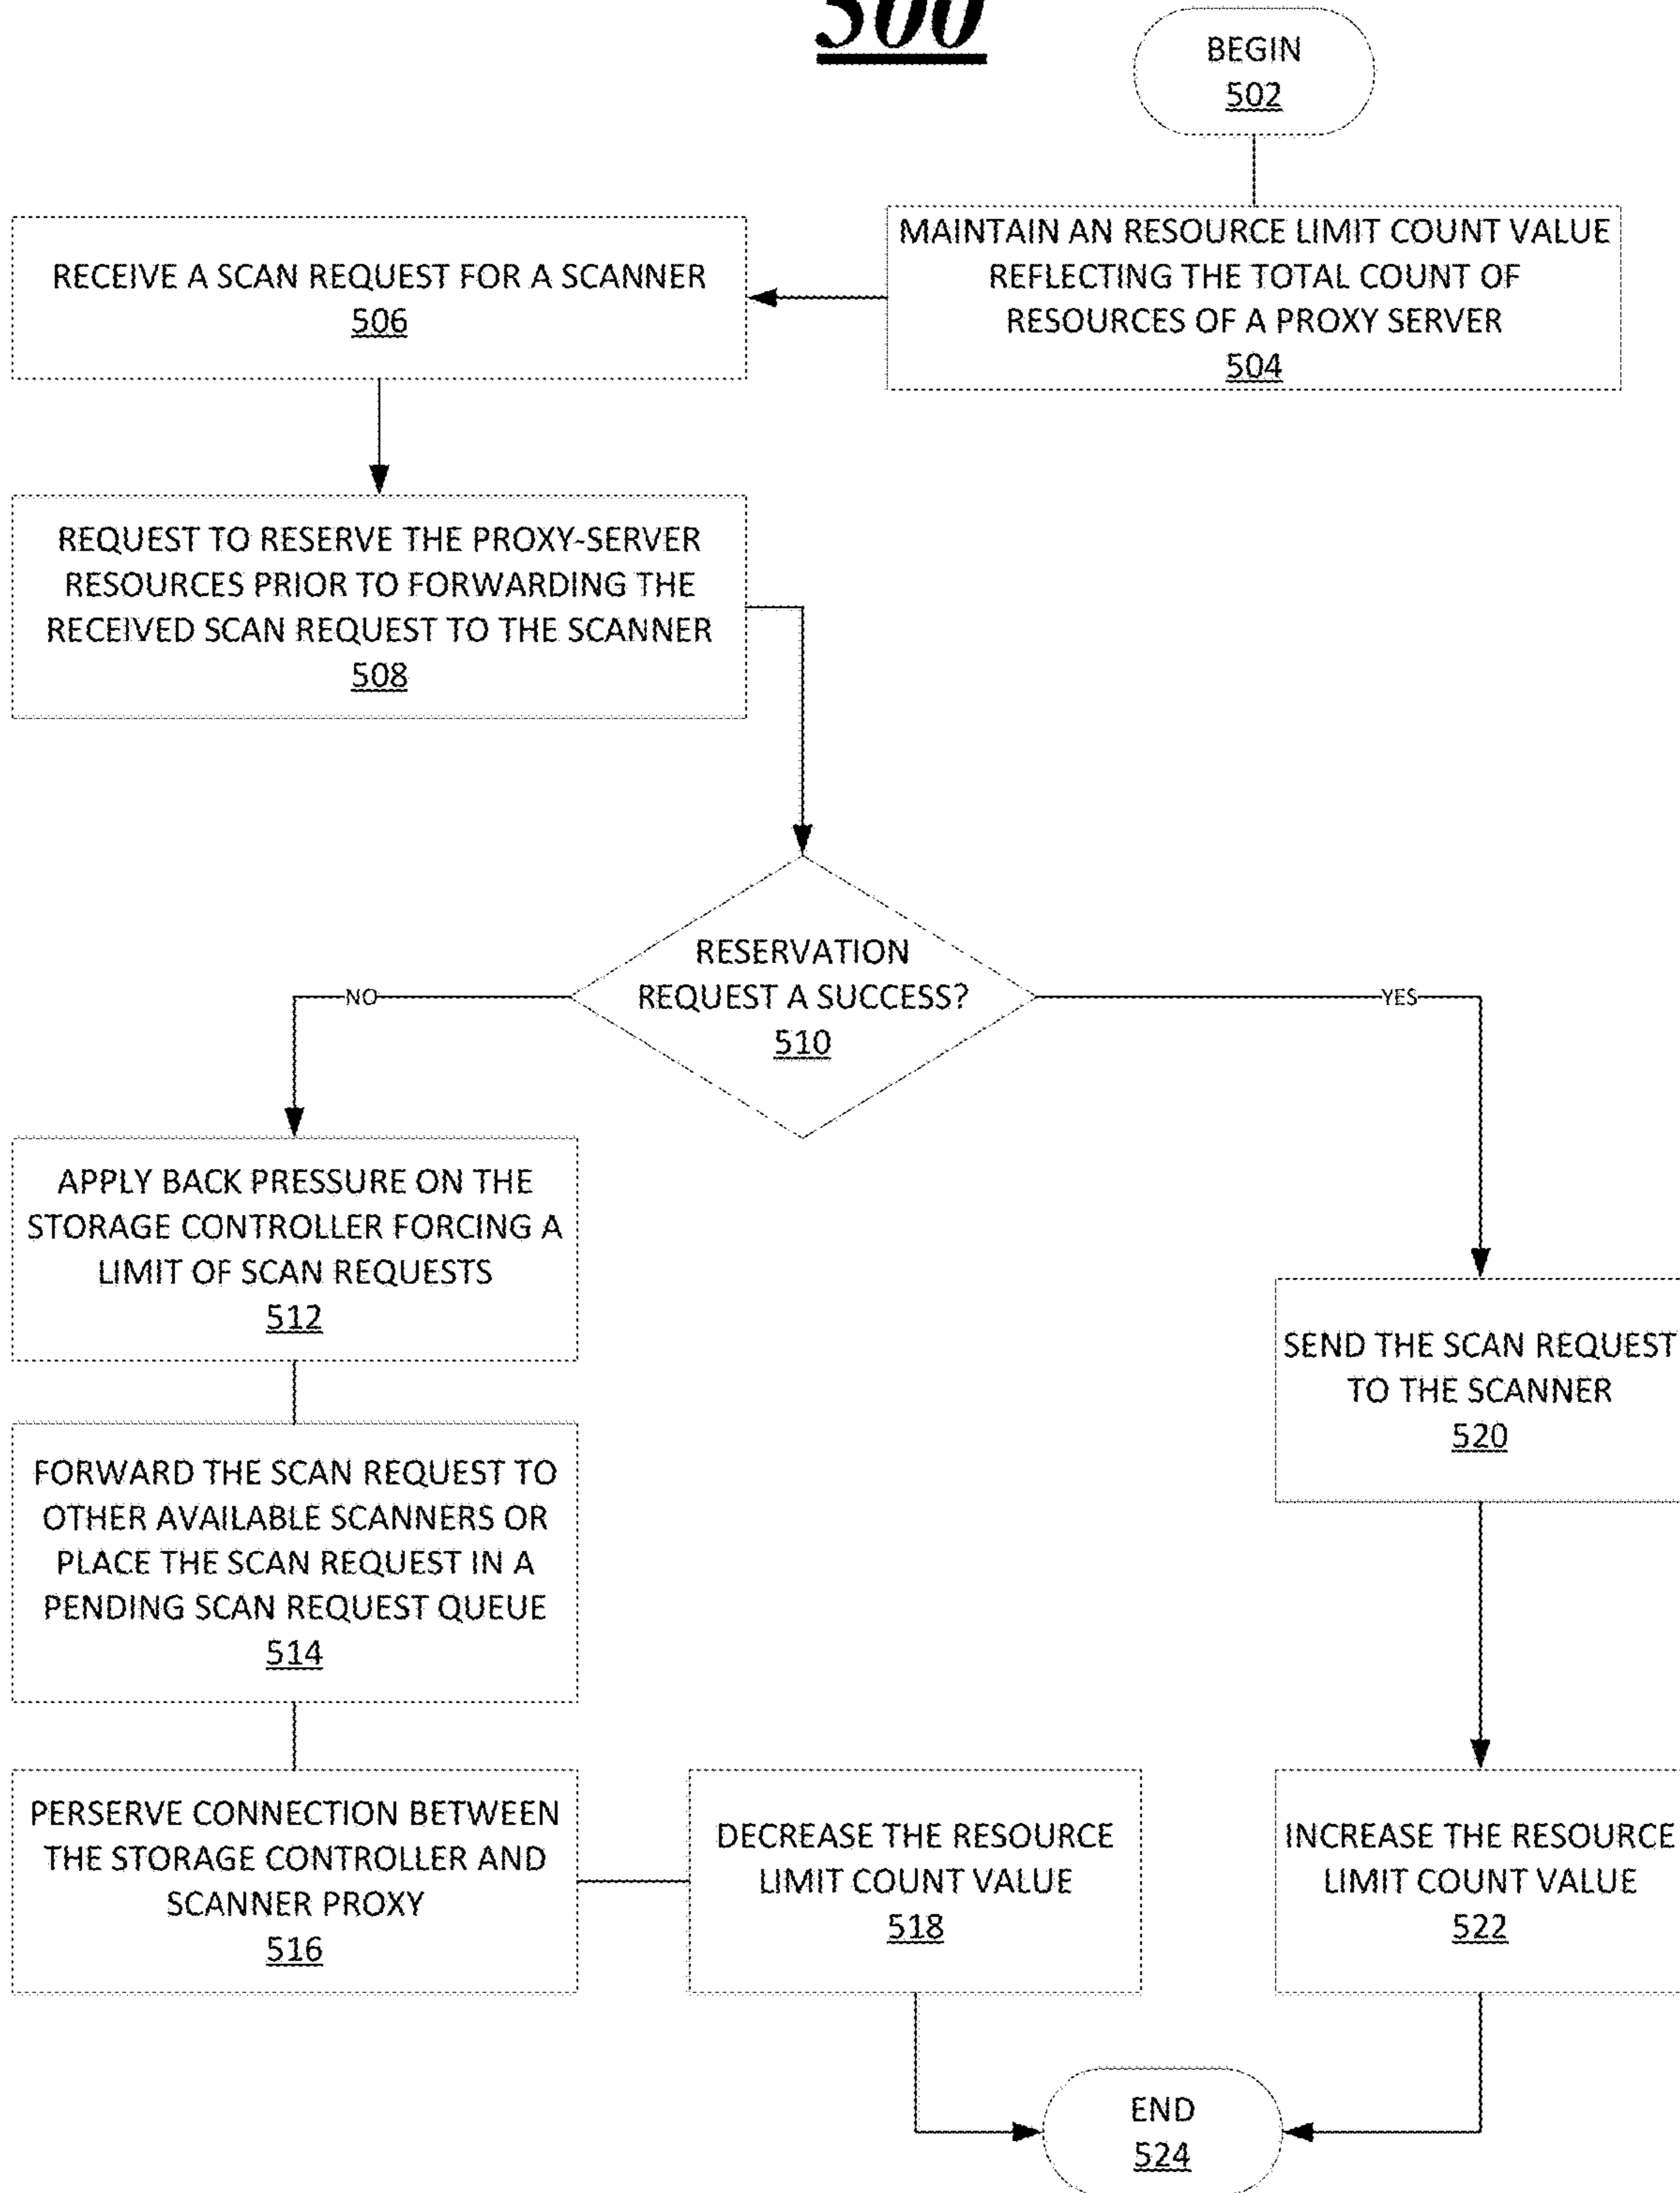 500
BEGIN
502
MAINTAIN AN RESOURCE LIMIT COUNT VALUE
REFLECTING THE TOTAL COUNT OF
RESOURCES OF A PROXY SERVER
504
RECEIVE A SCAN REQUEST FOR A SCANNER
506
REQUEST TO RESERVE THE PROXY-SERVER
RESOURCES PRIOR TO FORWARDING THE
RECEIVED SCAN REQUEST TO THE SCANNER
508
RESERVATION
REQUEST A SUCCESS?
510
NO
YES
APPLY BACK PRESSURE ON THE
STORAGE CONTROLLER FORCING A
LIMIT OF SCAN REQUESTS
512
FORWARD THE SCAN REQUEST TO
OTHER AVAILABLE SCANNERS OR
PLACE THE SCAN REQUEST IN A
PENDING SCAN REQUEST QUEUE
514
PERSERVE CONNECTION BETWEEN
THE STORAGE CONTROLLER AND
SCANNER PROXY
516
DECREASE THE RESOURCE
LIMIT COUNT VALUE
518
SEND THE SCAN REQUEST
TO THE SCANNER
520
INCREASE THE RESOURCE
LIMIT COUNT VALUE
522
END
524